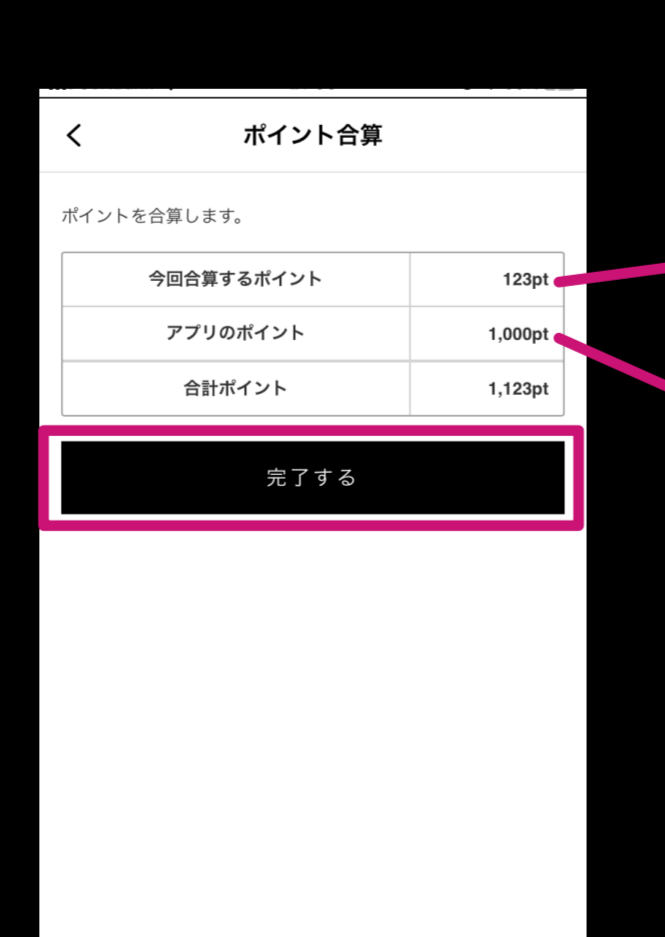 ポイント合算
ポイントを合算します。
今回合算するポイント 123pt
アプリのポイント 1,000pt
合計ポイント 1,123pt
完了する